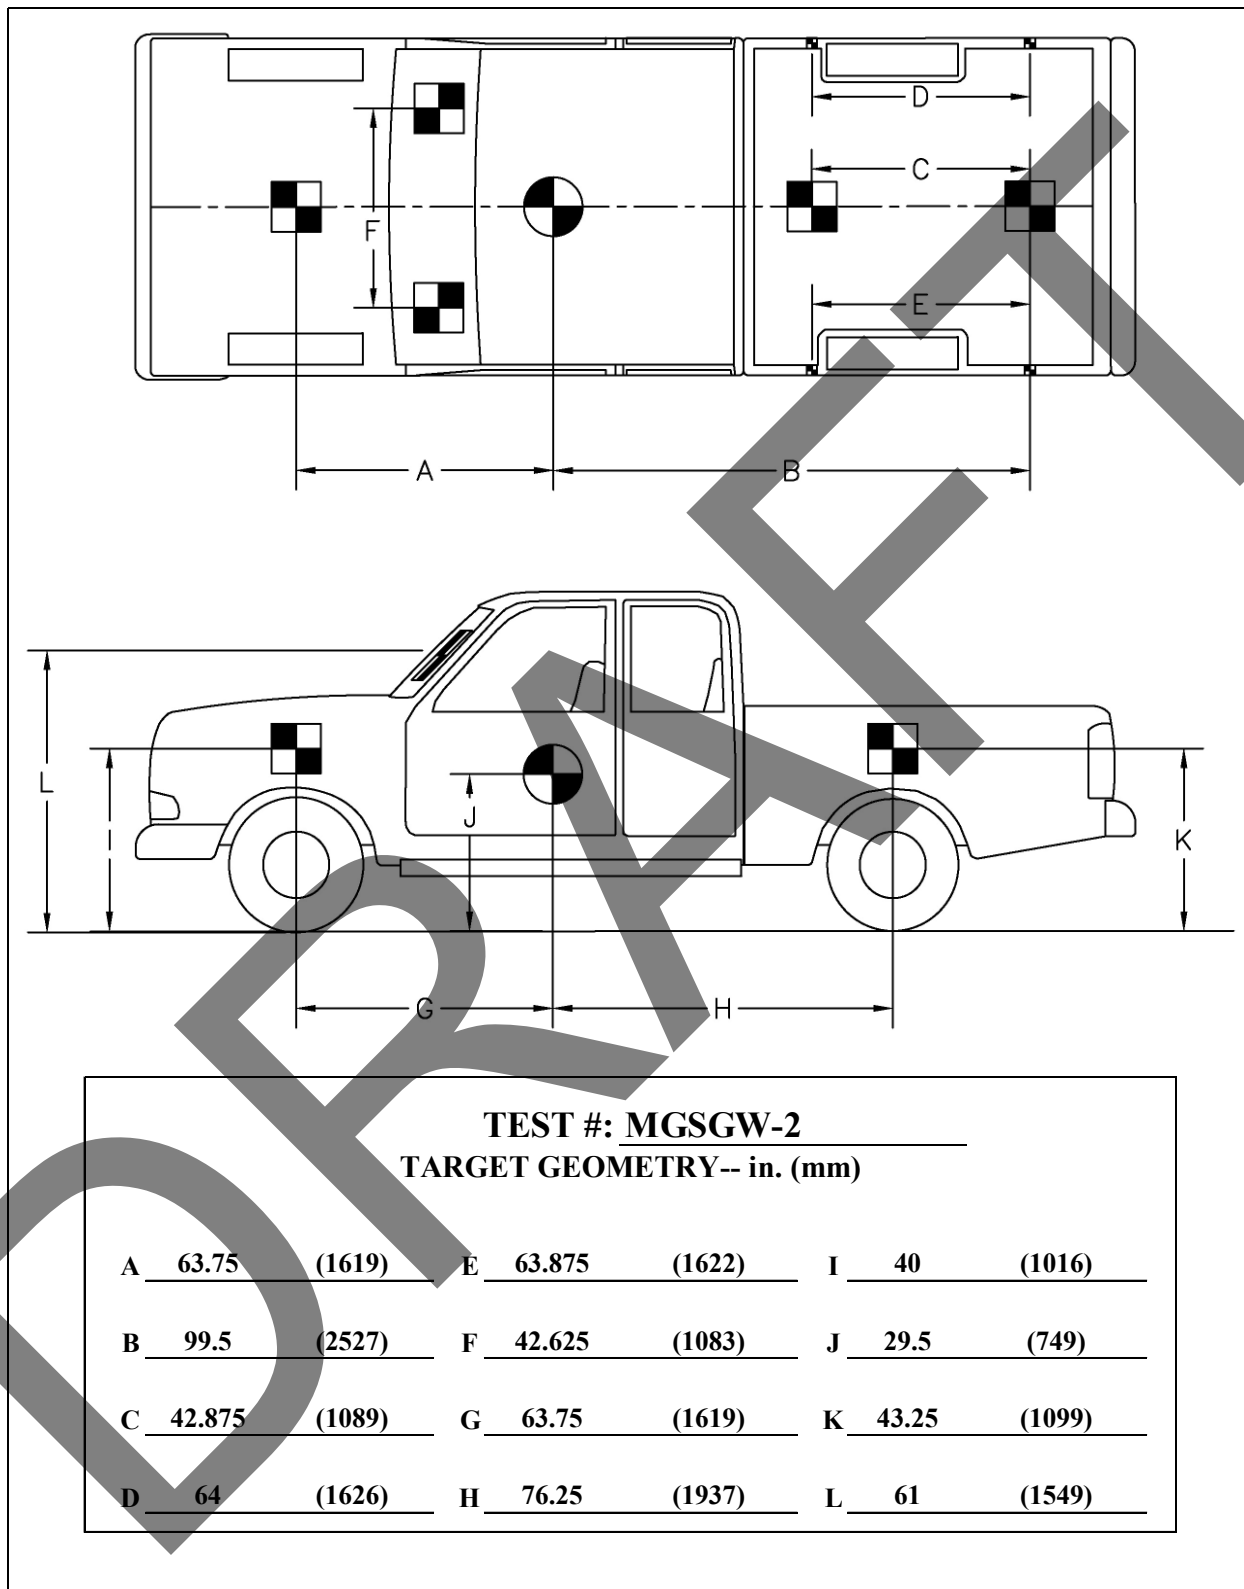 D
C
F
E
A
B
L
I
J
K
G
H
TEST #: MGSGW-2
TARGET GEOMETRY-- in. (mm)
A 63.75 (1619) E 63.875 (1622) I 40 (1016)
B 99.5 (2527) F 42.625 (1083) J 29.5 (749)
C 42.875 (1089) G 63.75 (1619) K 43.25 (1099)
D 64 (1626) H 76.25 (1937) L 61 (1549)
DRAFT